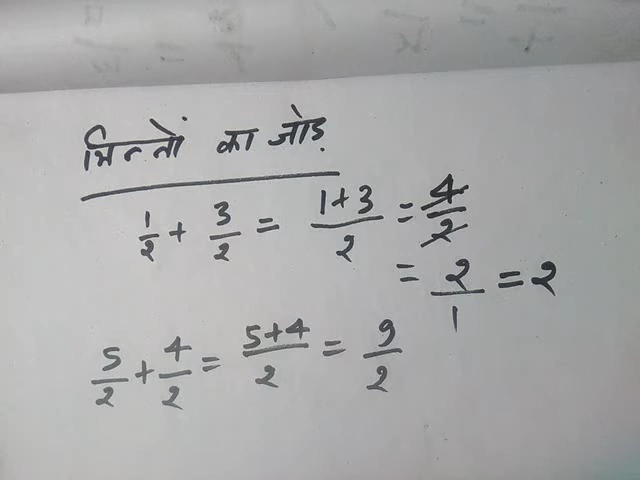 भिन्नों का जोड़
1/2 + 3/2 = 1+3/2 = 4/2
= 2/1 = 2
5/2 + 4/2 = 5+4/2 = 9/2